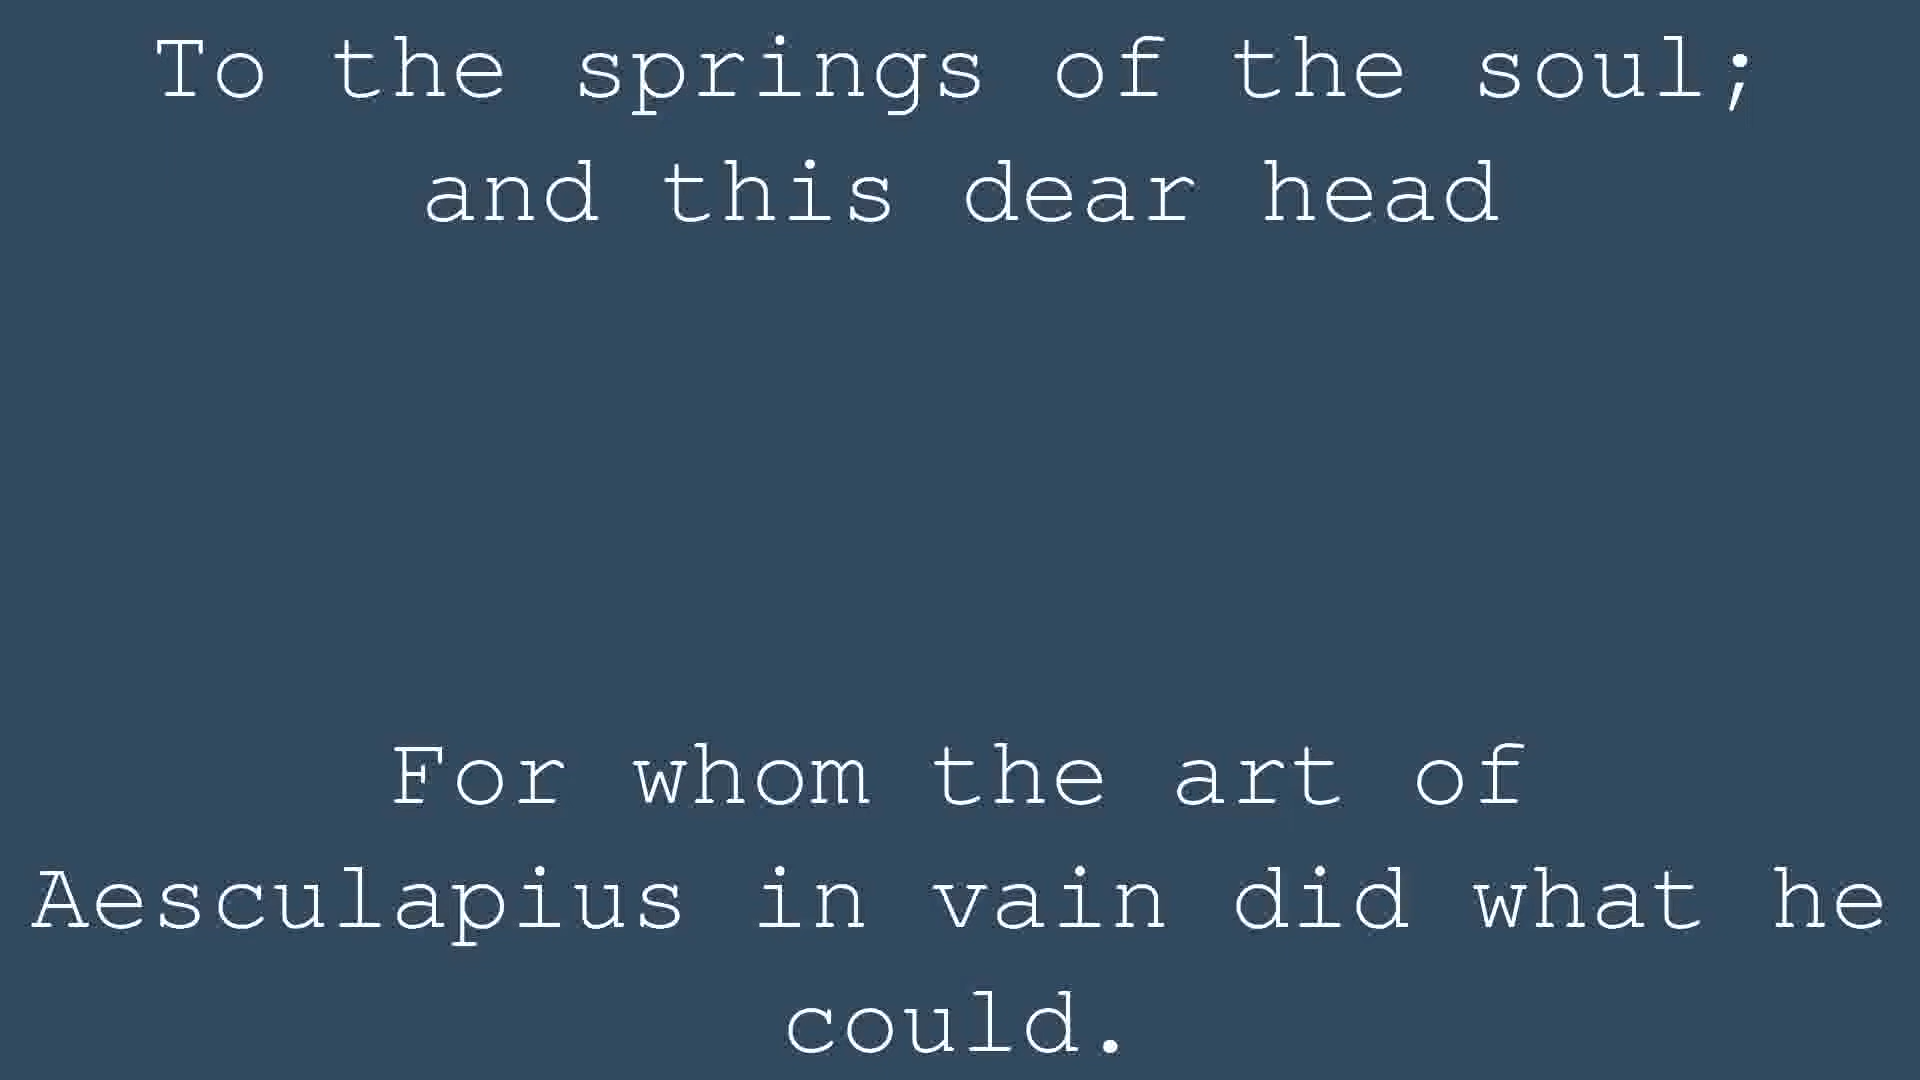 To the springs of the soul;
and this dear head
For whom the art of
Aesculapius in vain did what he
could.